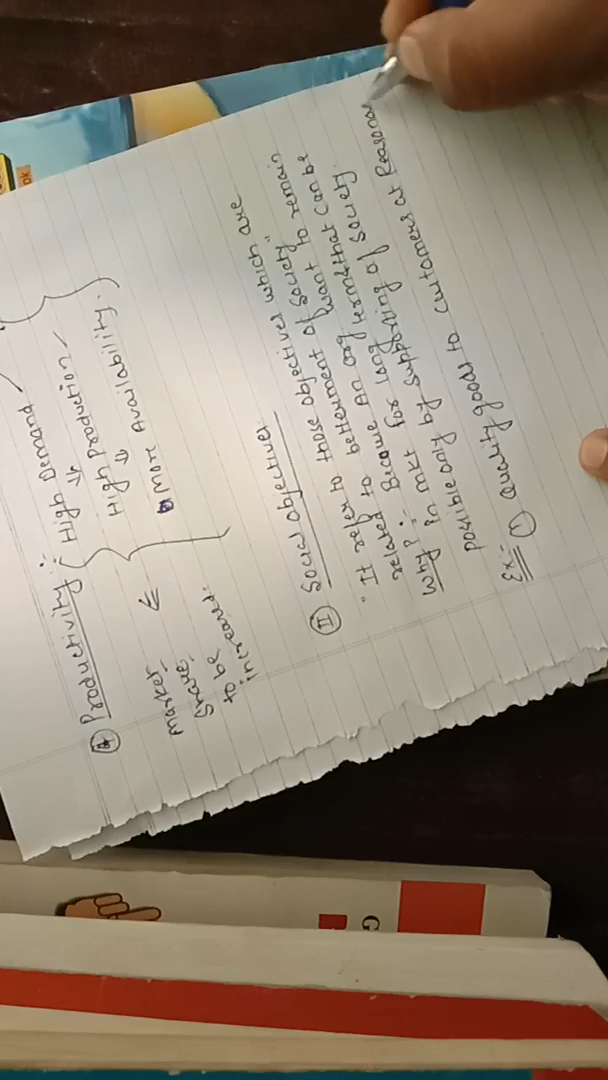 ④ Productivity :- High Demand
↓
High Production
↓
More Availability.
⇐
Market
Share
to be
increased.
Ⅱ Social Objectives
"It refer to those objectives which are
related to betterment of Society"
Why? :- Because An org want to remain
in mkt for long term & that can be
possible only by supporting of Society.
Ex:- ① Quality goods to customers at Reasona
G
OK